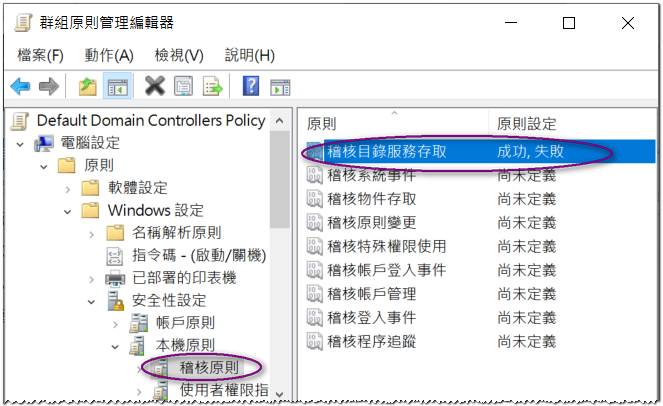 群組原則管理編輯器
檔案(F) 動作(A) 檢視(V) 說明(H)
Default Domain Controllers Policy
電腦設定
原則
軟體設定
Windows 設定
名稱解析原則
指令碼 - (啟動/關機)
已部署的印表機
安全性設定
帳戶原則
本機原則
稽核原則
使用者權限指
原則 原則設定
稽核目錄服務存取 成功, 失敗
稽核系統事件 尚未定義
稽核物件存取 尚未定義
稽核原則變更 尚未定義
稽核特殊權限使用 尚未定義
稽核帳戶登入事件 尚未定義
稽核帳戶管理 尚未定義
稽核登入事件 尚未定義
稽核程序追蹤 尚未定義